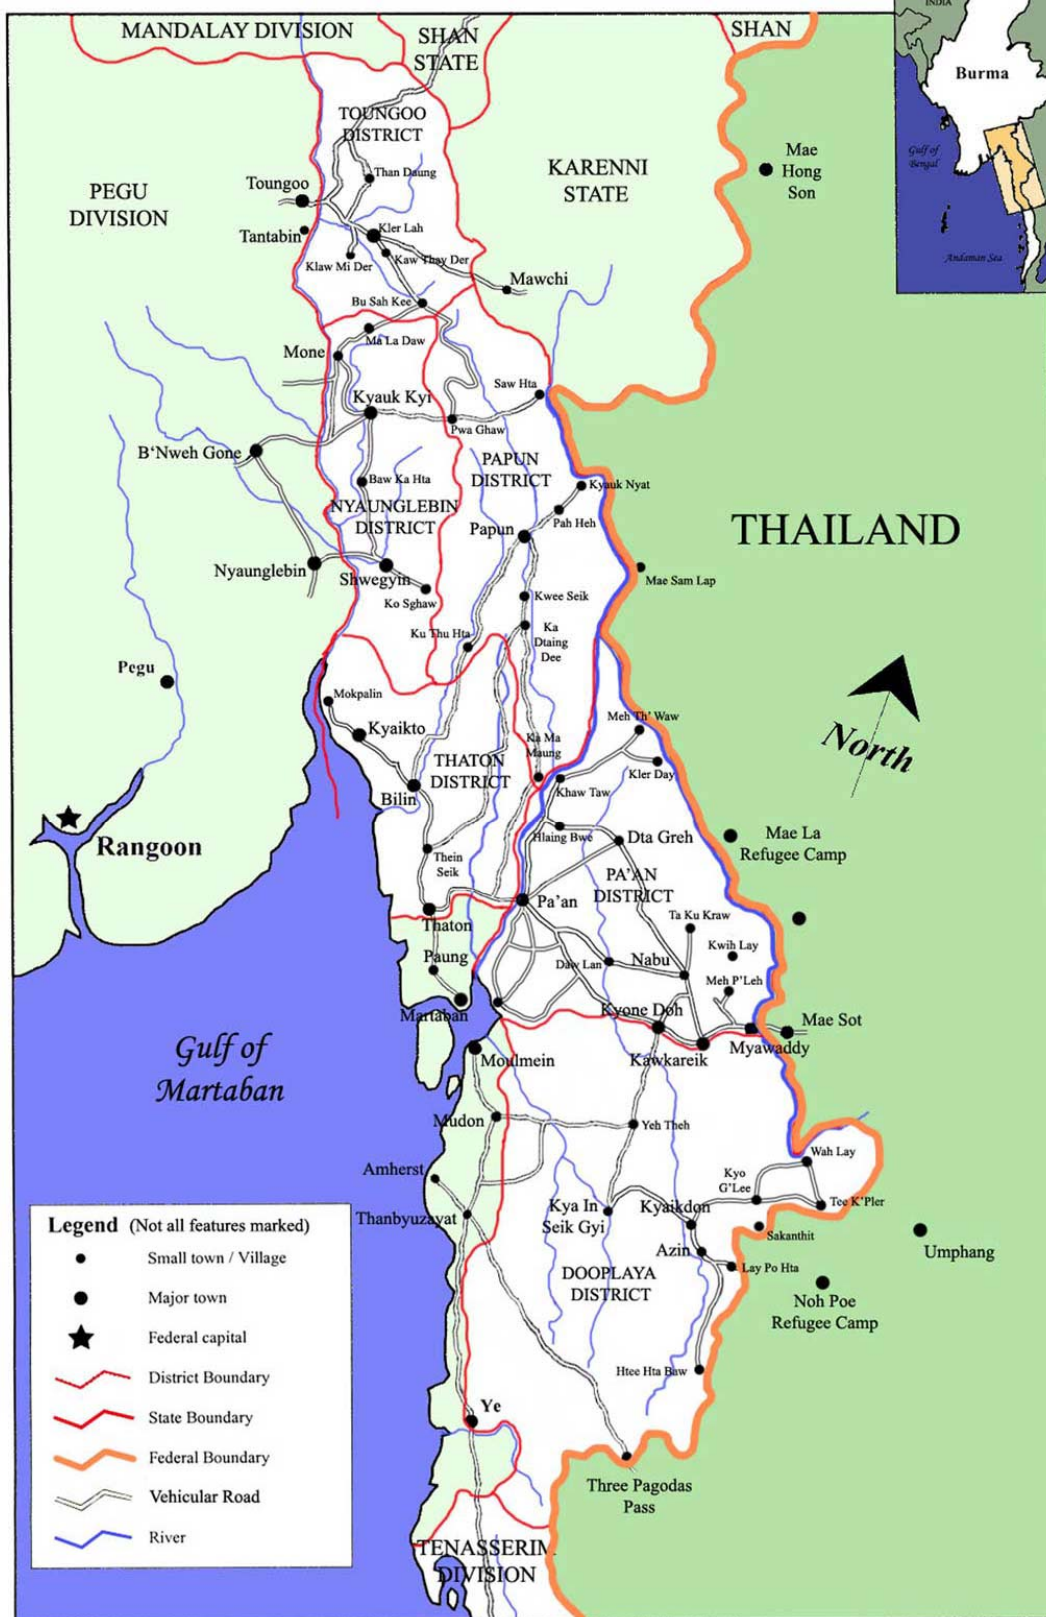 MANDALAY DIVISION
SHAN
STATE
SHAN
INDIA
Burma
Gulf of
Bengal
Andaman Sea
TOUNGOO
DISTRICT
KARENNI
STATE
PEGU
DIVISION
Mae
Hong
Son
Than Daung
Toungoo
Tantabin
Kler Lah
Klaw Mi Der
Kaw Thay Der
Mawchi
Bu Sah Kee
Ma La Daw
Mone
Saw Hta
Kyauk Kyi
Pwa Ghaw
B‘Nweh Gone
PAPUN
DISTRICT
Baw Ka Hta
Kyauk Nyat
NYAUNGLEBIN
DISTRICT
Pah Heh
Papun
THAILAND
Nyaunglebin
Shwegyin
Mae Sam Lap
Ko Sghaw
Kwee Seik
Ku Thu Hta
Ka
Dtaing
Dee
Pegu
Mokpalin
Kyaikto
Meh Th’ Waw
Ka Ma
Maung
North
THATON
DISTRICT
Kler Day
Khaw Taw
Bilin
Rangoon
Hlaing Bwe
Dta Greh
Mae La
Refugee Camp
Thein
Seik
PA’AN
DISTRICT
Pa’an
Thaton
Ta Ku Kraw
Paung
Daw Lan
Nabu
Kwih Lay
Meh P’Leh
Martaban
Kyone Doh
Mae Sot
Gulf of
Martaban
Moulmein
Kawkareik
Myawaddy
Mudon
Yeh Theh
Amherst
Wah Lay
Kyo
G’Lee
Thanbyuzayat
Kya In
Seik Gyi
Kyaikdon
Tee K’Pler
Sakanthit
Umphang
Azin
Lay Po Hta
DOOPLAYA
DISTRICT
Noh Poe
Refugee Camp
Htee Hta Baw
Ye
Three Pagodas
Pass
TENASSERIM
DIVISION
Legend (Not all features marked)
Small town / Village
Major town
Federal capital
District Boundary
State Boundary
Federal Boundary
Vehicular Road
River